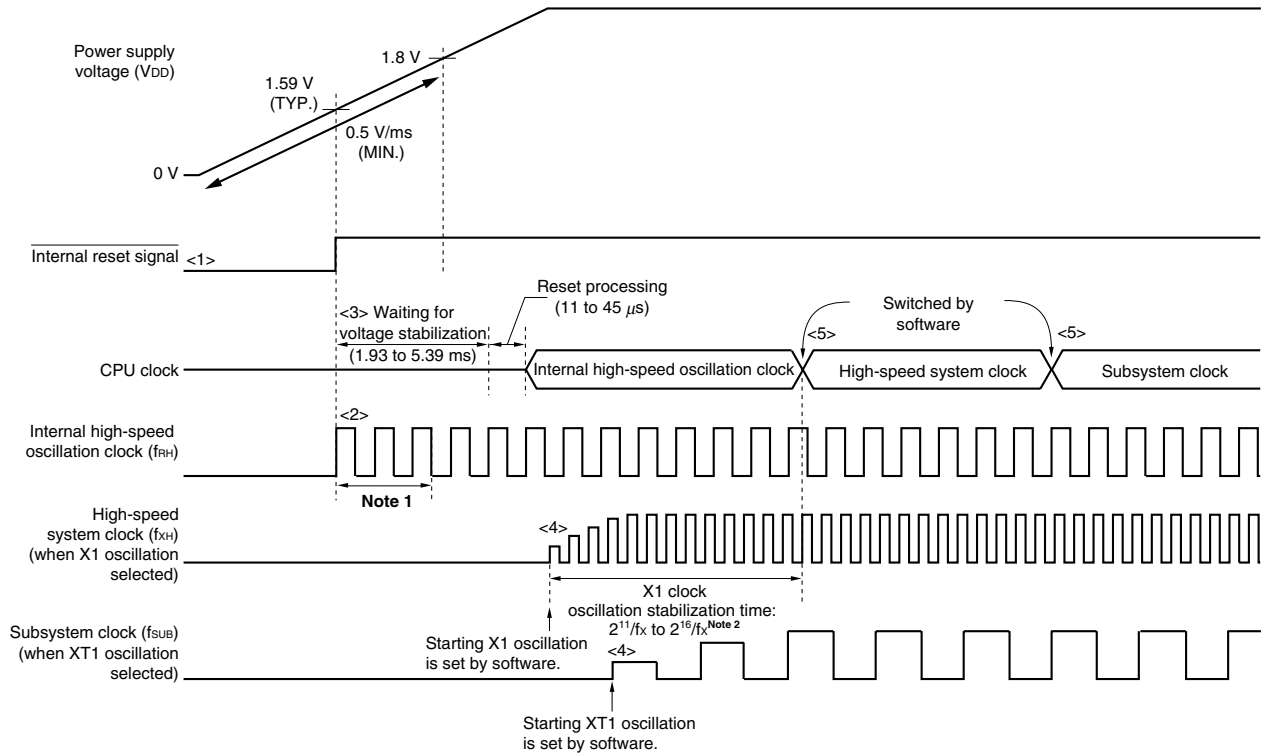 Power supply
voltage (VDD)
1.8 V
1.59 V
(TYP.)
0.5 V/ms
(MIN.)
0 V
Internal reset signal
<1>
Reset processing
(11 to 45 μs)
<3> Waiting for
voltage stabilization
(1.93 to 5.39 ms)
Switched by
software
<5>
<5>
CPU clock
Internal high-speed oscillation clock
High-speed system clock
Subsystem clock
Internal high-speed
oscillation clock (fRH)
<2>
Note 1
High-speed
system clock (fXH)
(when X1 oscillation
selected)
<4>
X1 clock
oscillation stabilization time:
2^11/fX to 2^16/fX Note 2
Starting X1 oscillation
is set by software.
Subsystem clock (fSUB)
(when XT1 oscillation
selected)
<4>
Starting XT1 oscillation
is set by software.